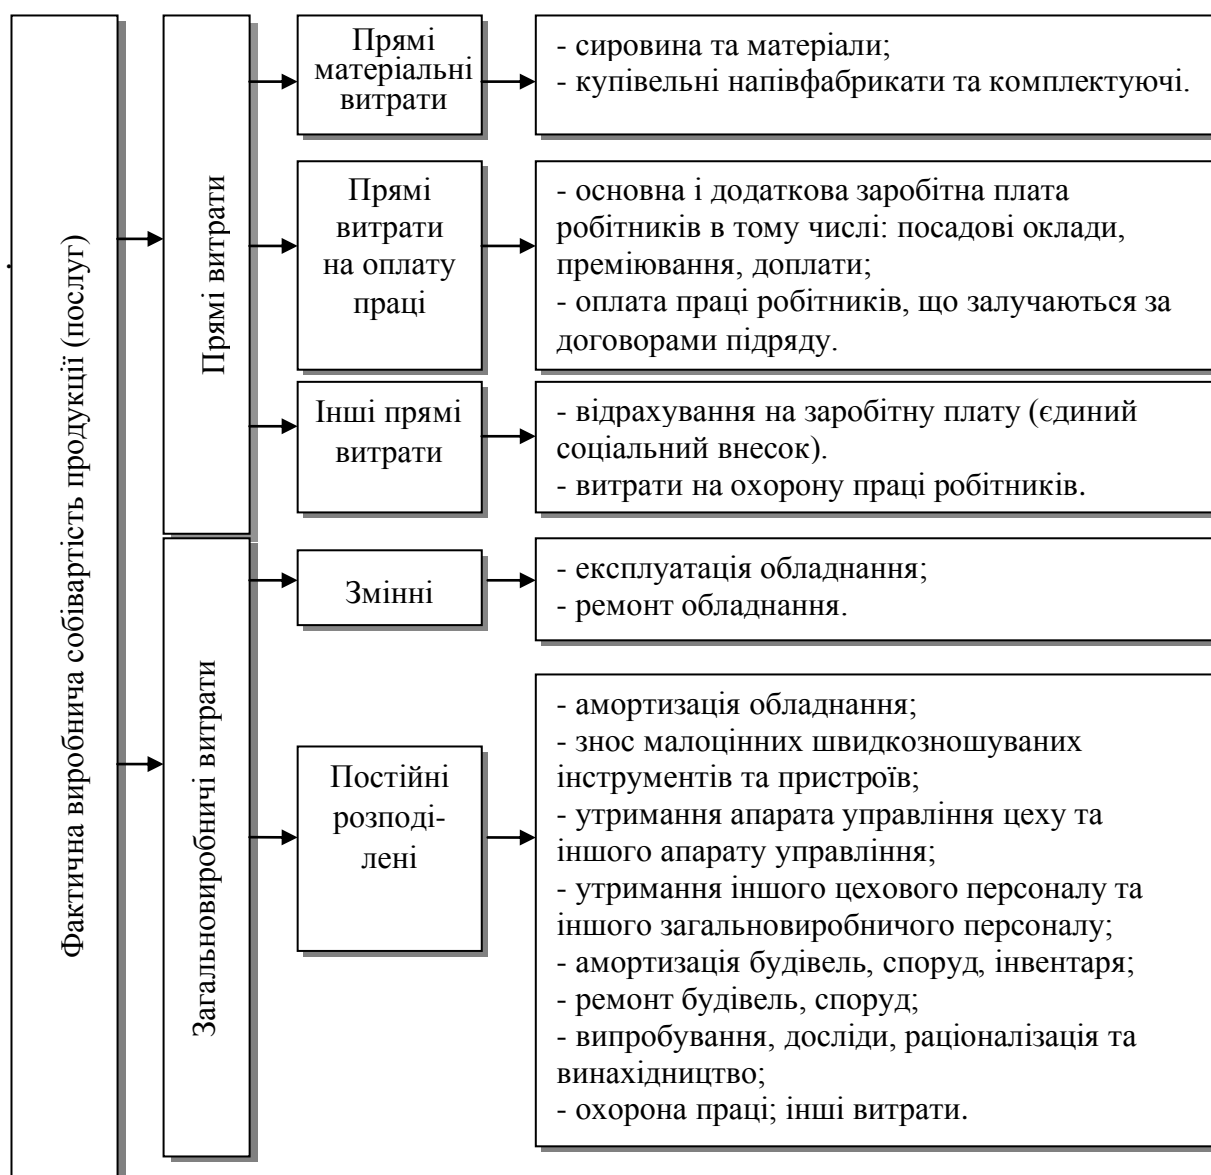 Фактична виробнича собівартість продукції (послуг)
Прямі витрати
Прямі
матеріальні
витрати
- сировина та матеріали;
- купівельні напівфабрикати та комплектуючі.
Прямі
витрати
на оплату
праці
- основна і додаткова заробітна плата
робітників в тому числі: посадові оклади,
преміювання, доплати;
- оплата праці робітників, що залучаються за
договорами підряду.
Інші прямі
витрати
- відрахування на заробітну плату (єдиний
соціальний внесок).
- витрати на охорону праці робітників.
Загальновиробничі витрати
Змінні
- експлуатація обладнання;
- ремонт обладнання.
Постійні
розподі-
лені
- амортизація обладнання;
- знос малоцінних швидкозношуваних
інструментів та пристроїв;
- утримання апарата управління цеху та
іншого апарату управління;
- утримання іншого цехового персоналу та
іншого загальновиробничого персоналу;
- амортизація будівель, споруд, інвентаря;
- ремонт будівель, споруд;
- випробування, досліди, раціоналізація та
винахідництво;
- охорона праці; інші витрати.